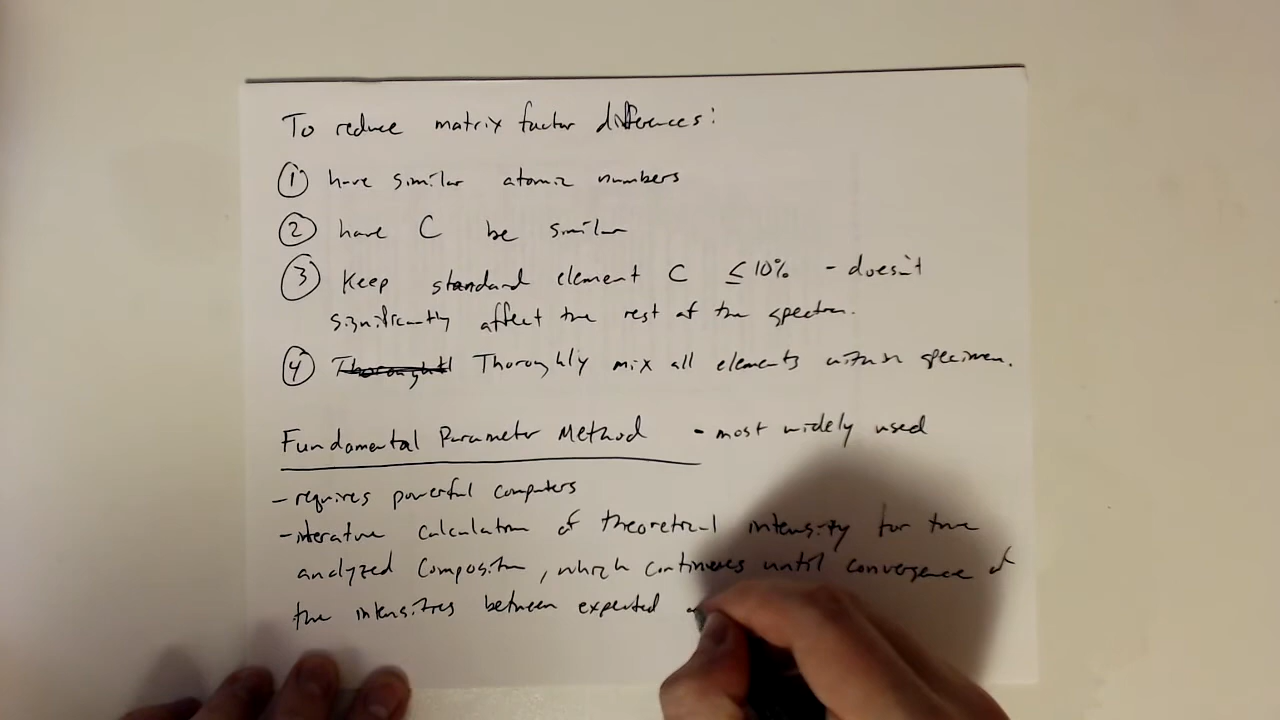 To reduce matrix factor differences:
① have similar atomic numbers
② have C be similar
③ Keep standard element C ≤ 10% - doesn't
significantly affect the rest of the spectra.
④ Thoroughly mix all elements within specimen.
Fundamental Parameter Method - most widely used
- requires powerful computers
- iterative calculation of theoretical intensity for the
analyzed composition, which continues until convergence of
the intensities between expected